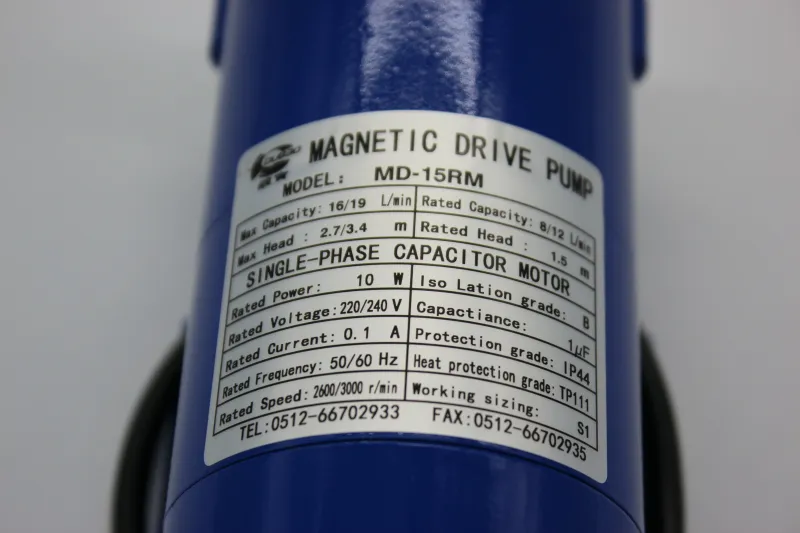 MAGNETIC DRIVE PUMP
MODEL: MD-15RM
Max Capacity: 16/19 L/min Rated Capacity: 8/12 L/min
Max Head : 2.7/3.4 m Rated Head : 1.5 m
SINGLE-PHASE CAPACITOR MOTOR
Rated Power: 10 W Iso Lation grade: B
Rated Voltage: 220/240 V Capactiance: 1μF
Rated Current: 0.1 A Protection grade: IP44
Rated Frequency: 50/60 Hz Heat protection grade: TP111
Rated Speed: 2600/3000 r/min Working sizing: S1
TEL:0512-66702933 FAX:0512-66702935